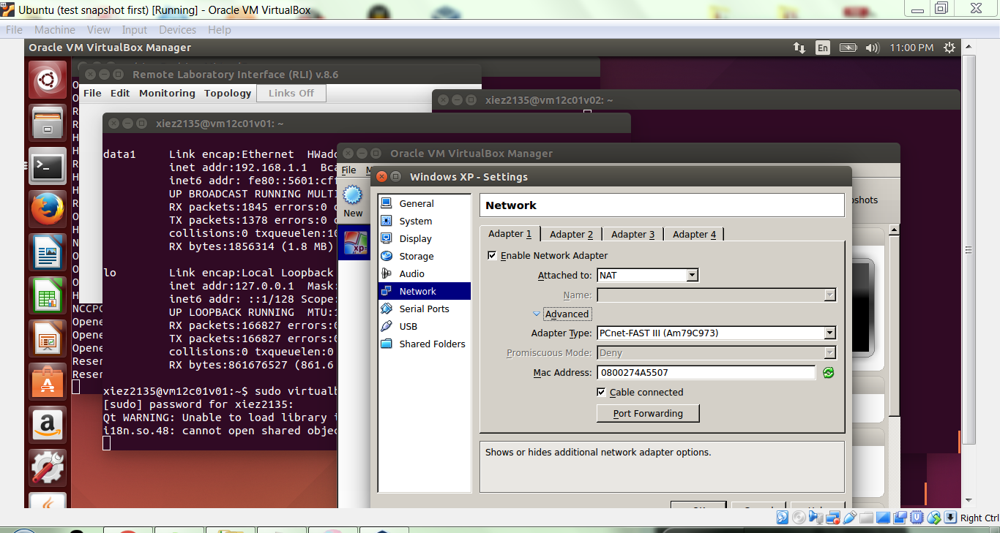 Ubuntu (test snapshot first) [Running] - Oracle VM VirtualBox
File Machine View Input Devices Help
Oracle VM VirtualBox Manager
En
11:00 PM
Remote Laboratory Interface (RLI) v.8.6
File Edit Monitoring Topology Links Off
xiez2135@vm12c01v02: ~
xiez2135@vm12c01v01: ~
data1 Link encap:Ethernet HWadd
inet addr:192.168.1.1 Bca
inet6 addr: fe80::5601:cff
UP BROADCAST RUNNING MULTI
RX packets:1845 errors:0
TX packets:1378 errors:0
collisions:0 txqueuelen:10
RX bytes:1856314 (1.8 MB)
lo Link encap:Local Loopback
inet addr:127.0.0.1 Mask:
inet6 addr: ::1/128 Scope:
UP LOOPBACK RUNNING MTU:1
RX packets:166827 errors:0
TX packets:166827 errors:0
collisions:0 txqueuelen:0
RX bytes:861676527 (861.6
NCCPC
Opene
Opene
Opene
Reser
Reser
xiez2135@vm12c01v01:~$ sudo virtualb
[sudo] password for xiez2135:
Qt WARNING: Unable to load library i
i18n.so.48: cannot open shared objec
Oracle VM VirtualBox Manager
File M
New
xp
pshots
Windows XP - Settings
General
System
Display
Storage
Audio
Network
Serial Ports
USB
Shared Folders
Network
Adapter 1 Adapter 2 Adapter 3 Adapter 4
Enable Network Adapter
Attached to: NAT
Name:
Advanced
Adapter Type: PCnet-FAST III (Am79C973)
Promiscuous Mode: Deny
Mac Address: 0800274A5507
Cable connected
Port Forwarding
Shows or hides additional network adapter options.
Right Ctrl